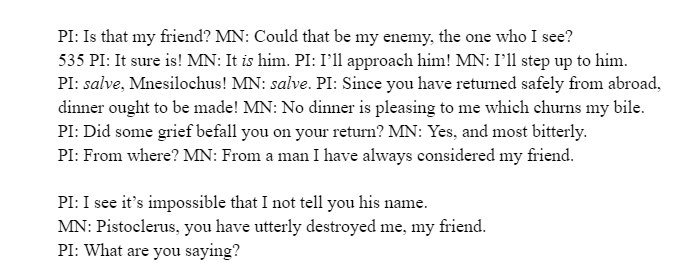 PI: Is that my friend? MN: Could that be my enemy, the one who I see?
535 PI: It sure is! MN: It is him. PI: I’ll approach him! MN: I’ll step up to him.
PI: salve, Mnesilochus! MN: salve. PI: Since you have returned safely from abroad,
dinner ought to be made! MN: No dinner is pleasing to me which churns my bile.
PI: Did some grief befall you on your return? MN: Yes, and most bitterly.
PI: From where? MN: From a man I have always considered my friend.
PI: I see it’s impossible that I not tell you his name.
MN: Pistoclerus, you have utterly destroyed me, my friend.
PI: What are you saying?